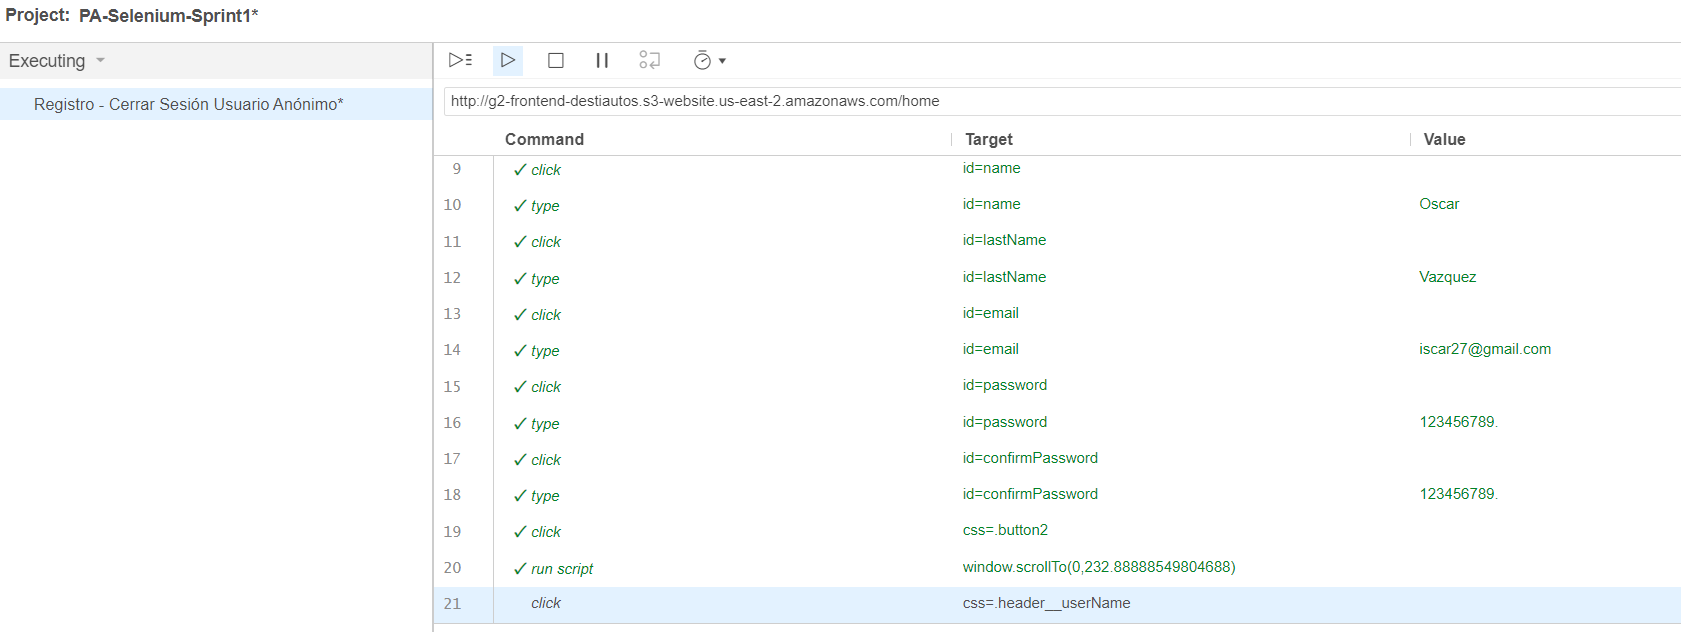 Project: PA-Selenium-Sprint1*
Executing
Registro - Cerrar Sesión Usuario Anónimo*
http://g2-frontend-destiautos.s3-website.us-east-2.amazonaws.com/home
Command Target Value
9 ✓ click id=name
10 ✓ type id=name Oscar
11 ✓ click id=lastName
12 ✓ type id=lastName Vazquez
13 ✓ click id=email
14 ✓ type id=email iscar27@gmail.com
15 ✓ click id=password
16 ✓ type id=password 123456789.
17 ✓ click id=confirmPassword
18 ✓ type id=confirmPassword 123456789.
19 ✓ click css=.button2
20 ✓ run script window.scrollTo(0,232.88888549804688)
21 click css=.header__userName